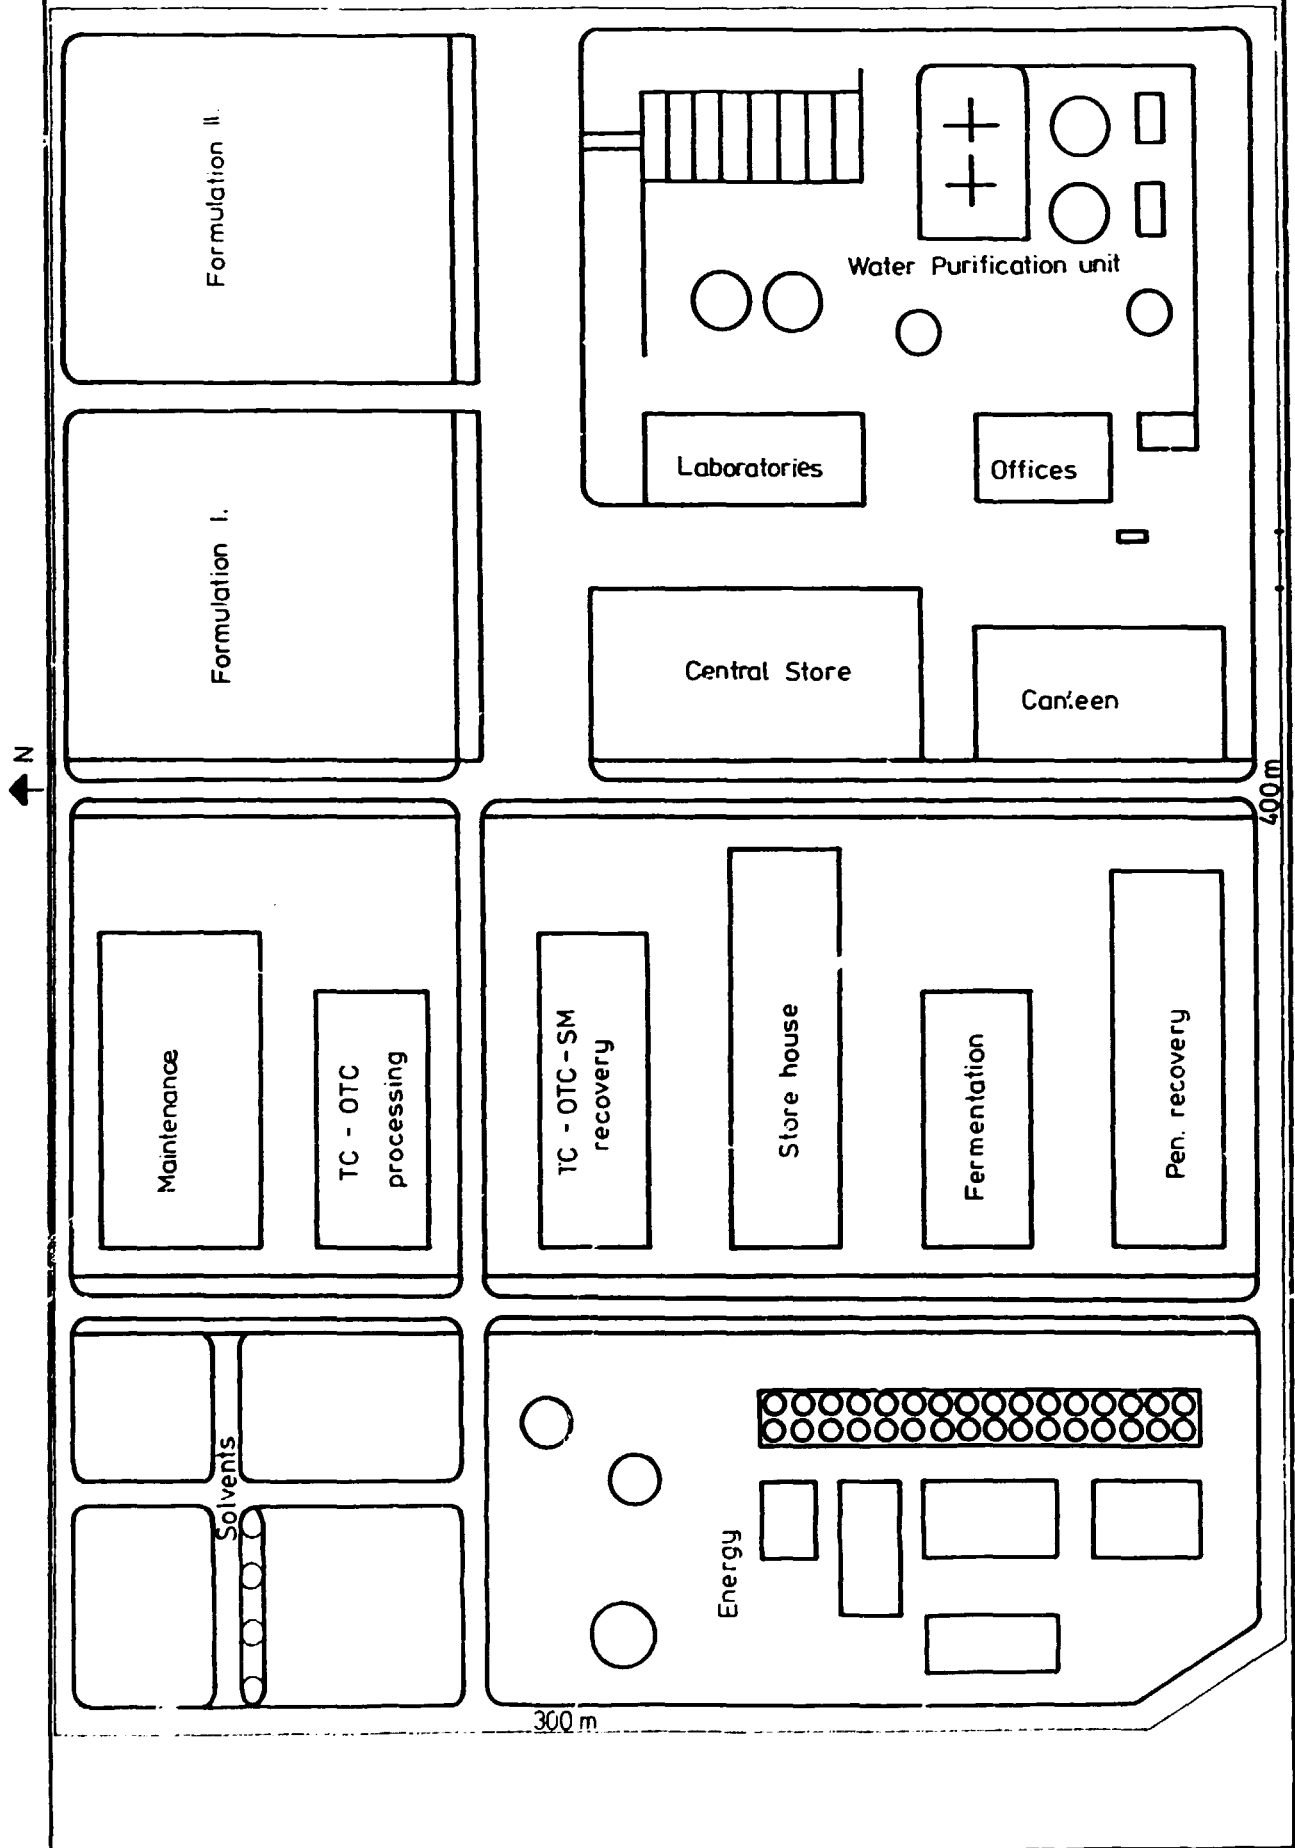 Formulation II.
Water Purification unit
Laboratories
Offices
Formulation I.
Central Store
Canteen
N
400 m
Maintenance
TC - OTC
processing
TC - OTC - SM
recovery
Store house
Fermentation
Pen. recovery
Solvents
Energy
300 m